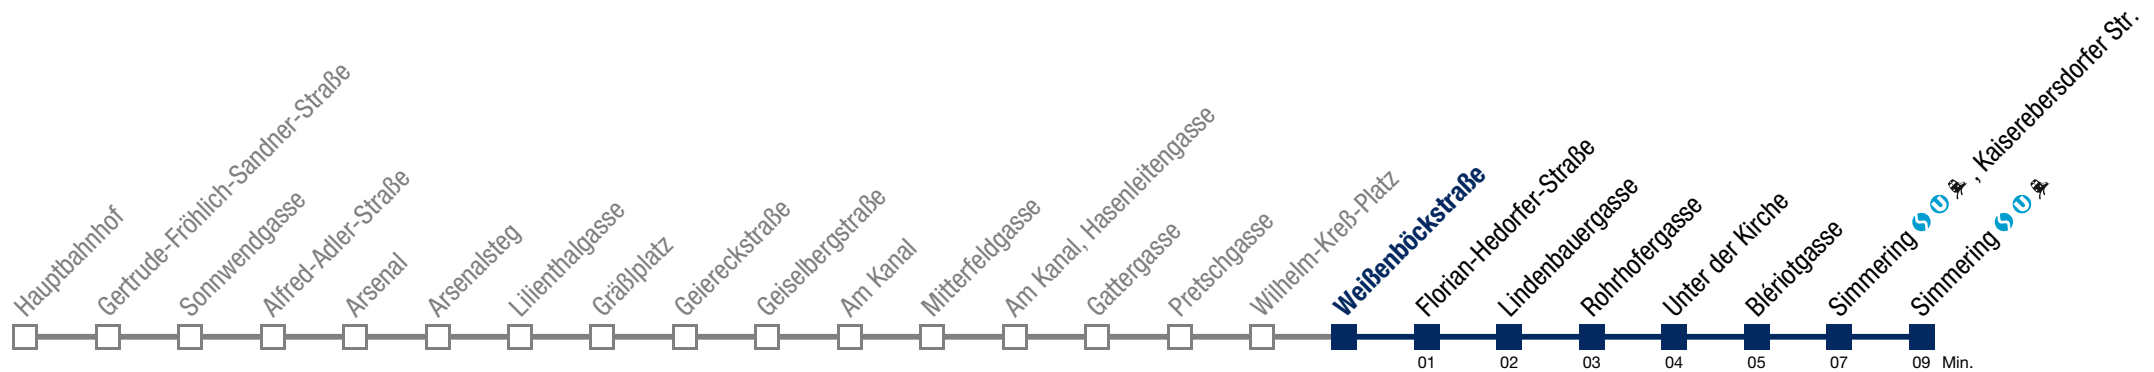 Hauptbahnhof
Gertrude-Fröhlich-Sandner-Straße
Sonnwendgasse
Alfred-Adler-Straße
Arsenal
Arsenalsteg
Lilienthalgasse
Gräßlplatz
Geiereckstraße
Geiselbergstraße
Am Kanal
Mitterfeldgasse
Am Kanal, Hasenleitengasse
Gattergasse
Pretschgasse
Wilhelm-Kreß-Platz
Weißenböckstraße
Florian-Hedorfer-Straße
Lindenbauergasse
Rohrhofergasse
Unter der Kirche
Blériotgasse
Simmering S U , Kaiserebersdorfer Str.
Simmering S U
01 02 03 04 05 07 09 Min.